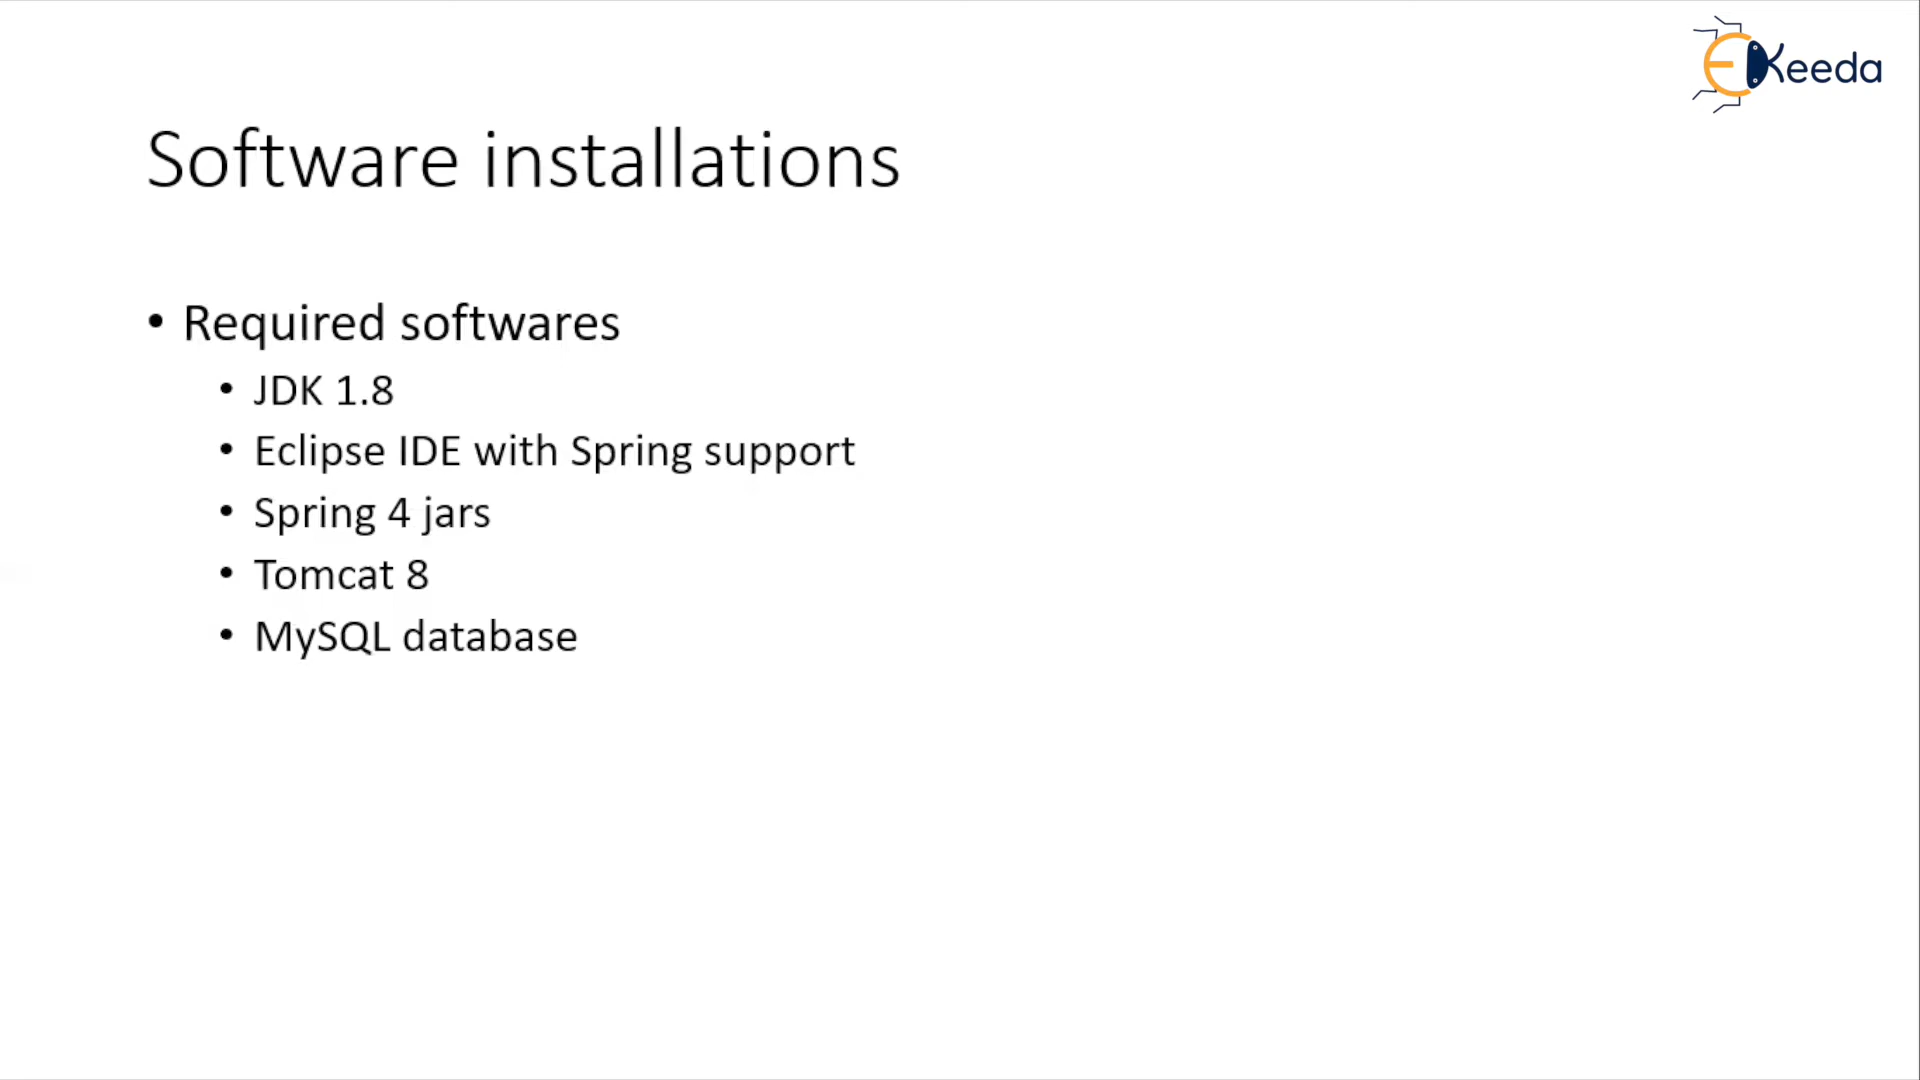 EKeeda
Software installations
• Required softwares
• JDK 1.8
• Eclipse IDE with Spring support
• Spring 4 jars
• Tomcat 8
• MySQL database